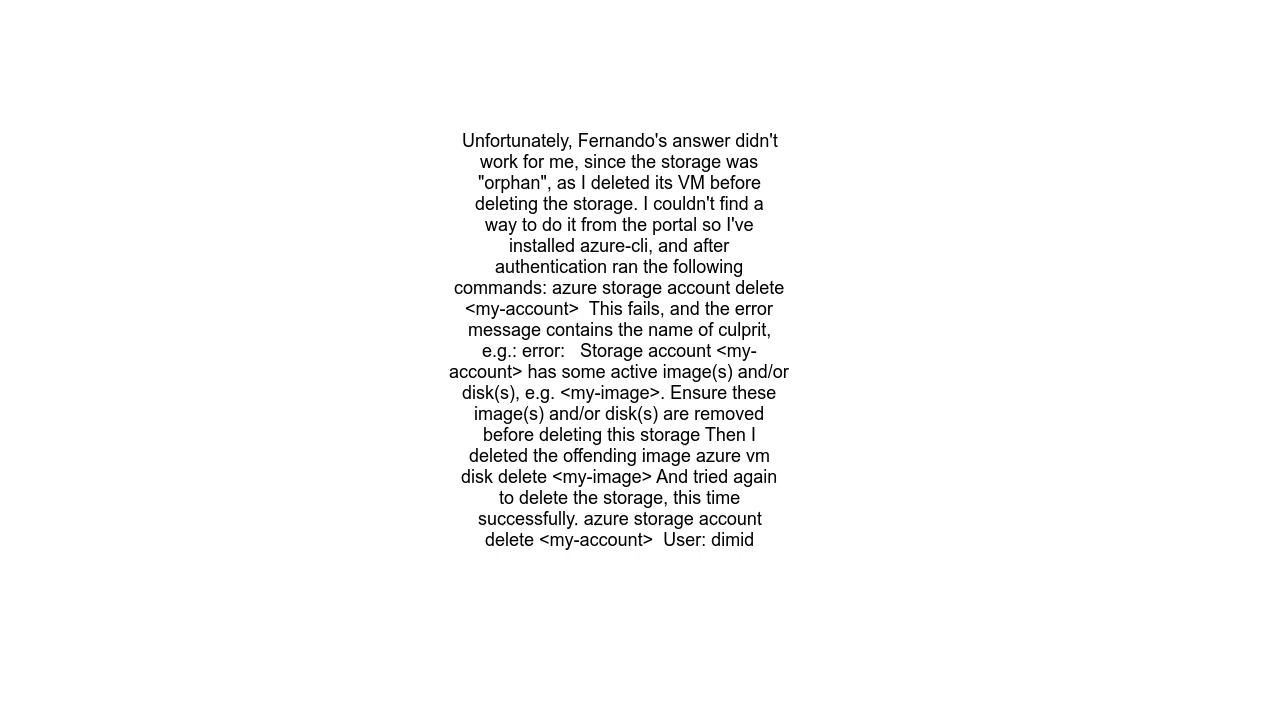 Unfortunately, Fernando's answer didn't
work for me, since the storage was
"orphan", as I deleted its VM before
deleting the storage. I couldn't find a
way to do it from the portal so I've
installed azure-cli, and after
authentication ran the following
commands: azure storage account delete
<my-account>  This fails, and the error
message contains the name of culprit,
e.g.: error:   Storage account <my-
account> has some active image(s) and/or
disk(s), e.g. <my-image>. Ensure these
image(s) and/or disk(s) are removed
before deleting this storage Then I
deleted the offending image azure vm
disk delete <my-image> And tried again
to delete the storage, this time
successfully. azure storage account
delete <my-account>  User: dimid